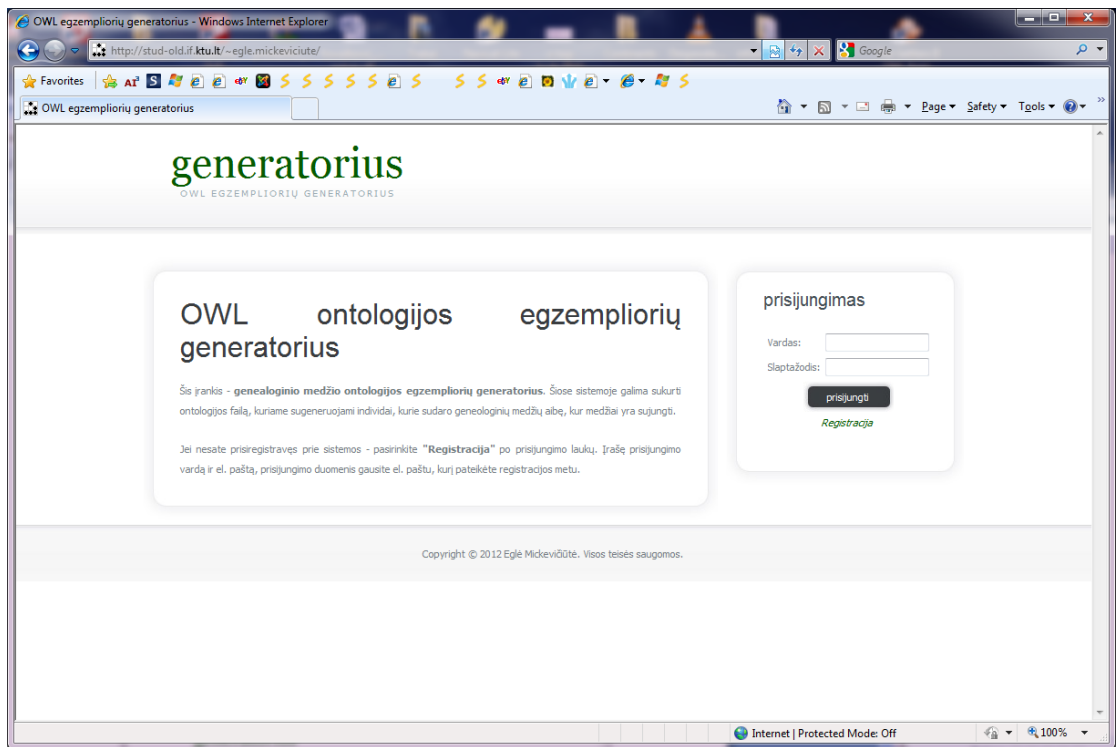 OWL egzempliorių generatorius - Windows Internet Explorer
http://stud-old.if.ktu.lt/~egle.mickeviciute/
Google
Favorites
OWL egzempliorių generatorius
Page Safety Tools
generatorius
OWL EGZEMPLIORIŲ GENERATORIUS
OWL ontologijos egzempliorių
generatorius
Šis įrankis - genealoginio medžio ontologijos egzempliorių generatorius. Šiose sistemoje galima sukurti
ontologijos failą, kuriame sugeneruojami individai, kurie sudaro geneologinių medžių aibę, kur medžiai yra sujungti.
Jei nesate prisiregistravęs prie sistemos - pasirinkite "Registracija" po prisijungimo laukų. Įrašę prisijungimo
vardą ir el. paštą, prisijungimo duomenis gausite el. paštu, kurį pateikėte registracijos metu.
prisijungimas
Vardas:
Slaptažodis:
prisijungti
Registracija
Copyright © 2012 Eglė Mickevičiūtė. Visos teisės saugomos.
Internet | Protected Mode: Off
100%